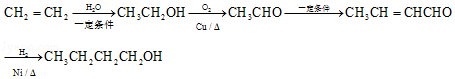 CH₂=CH₂ —H₂O/一定条件→ CH₃CH₂OH —O₂/Cu/Δ→ CH₃CHO —一定条件→ CH₃CH=CHCHO
—H₂/Ni/Δ→ CH₃CH₂CH₂CH₂OH